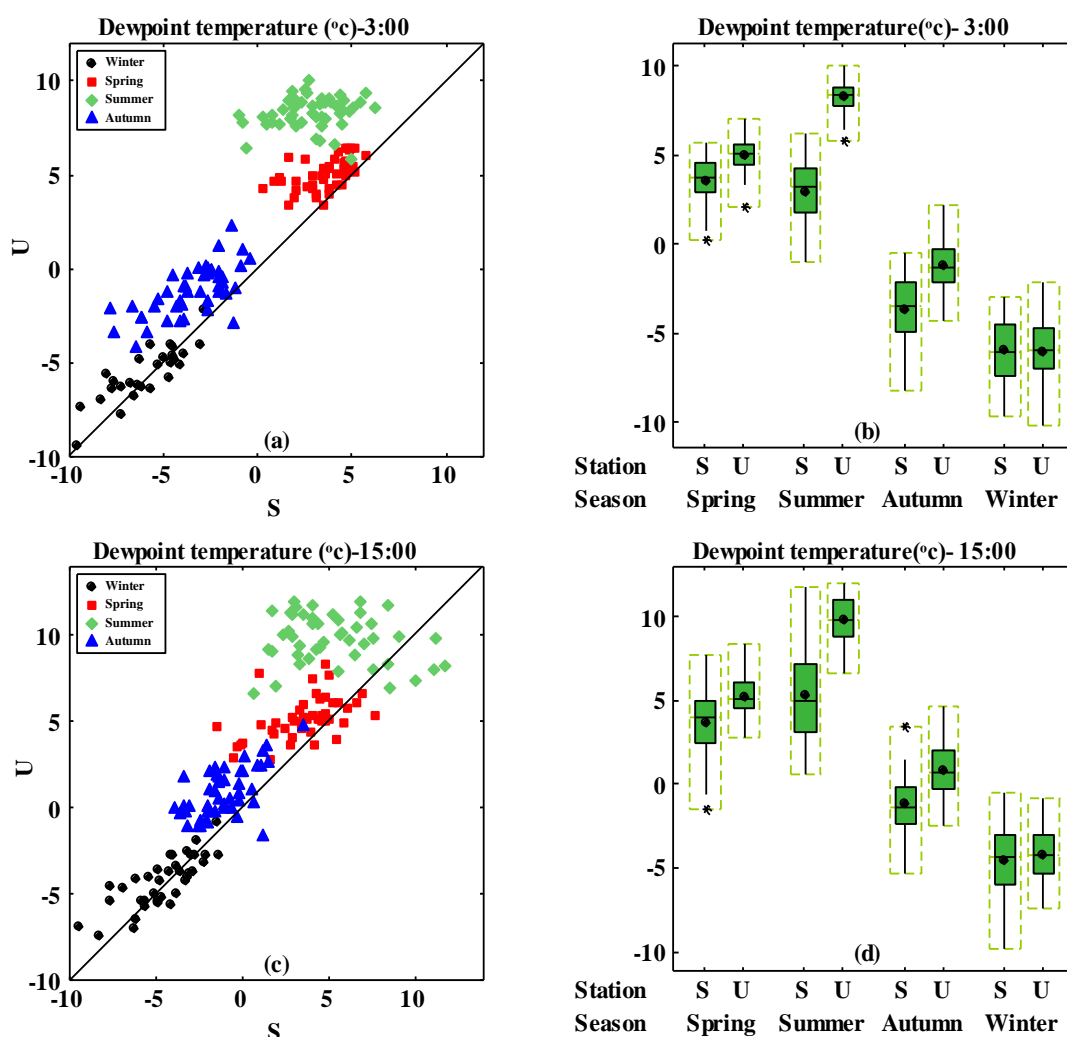 Dewpoint temperature (°c)-3:00
Winter
Spring
Summer
Autumn
10
5
0
-5
-10
U
-10 -5 0 5 10
S
(a)
Dewpoint temperature(°c)- 3:00
10
5
0
-5
-10
(b)
Station S U S U S U S U
Season Spring Summer Autumn Winter
Dewpoint temperature (°c)-15:00
Winter
Spring
Summer
Autumn
10
5
0
-5
-10
U
-10 -5 0 5 10
S
(c)
Dewpoint temperature(°c)- 15:00
10
5
0
-5
-10
(d)
Station S U S U S U S U
Season Spring Summer Autumn Winter